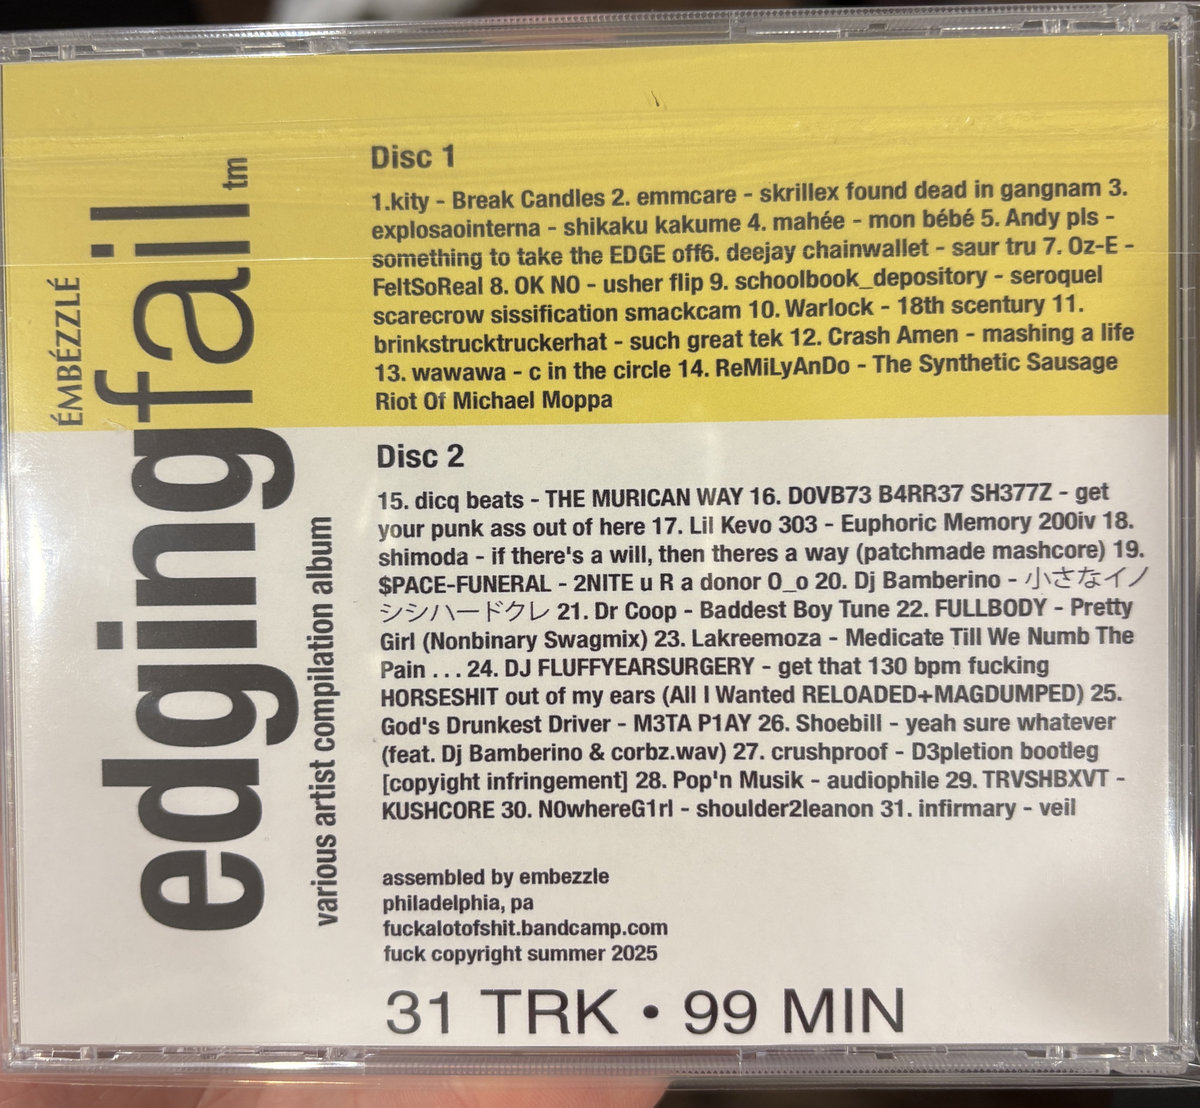 ÉMBÉZZLÉ
edgingfail tm
various artist compilation album
Disc 1
1.kity - Break Candles 2. emmcare - skrillex found dead in gangnam 3.
explosaointerna - shikaku kakume 4. mahée - mon bébé 5. Andy pls -
something to take the EDGE off6. deejay chainwallet - saur tru 7. Oz-E -
FeltSoReal 8. OK NO - usher flip 9. schoolbook_depository - seroquel
scarecrow sissification smackcam 10. Warlock - 18th scentury 11.
brinkstrucktruckerhat - such great tek 12. Crash Amen - mashing a life
13. wawawa - c in the circle 14. ReMiLyAnDo - The Synthetic Sausage
Riot Of Michael Moppa
Disc 2
15. dicq beats - THE MURICAN WAY 16. D0VB73 B4RR37 SH377Z - get
your punk ass out of here 17. Lil Kevo 303 - Euphoric Memory 200iv 18.
shimoda - if there's a will, then theres a way (patchmade mashcore) 19.
$PACE-FUNERAL - 2NITE u R a donor O_o 20. Dj Bamberino - 小さなイノ
シシハードクレ 21. Dr Coop - Baddest Boy Tune 22. FULLBODY - Pretty
Girl (Nonbinary Swagmix) 23. Lakreemoza - Medicate Till We Numb The
Pain . . . 24. DJ FLUFFYEARSURGERY - get that 130 bpm fucking
HORSESHIT out of my ears (All I Wanted RELOADED+MAGDUMPED) 25.
God's Drunkest Driver - M3TA P1AY 26. Shoebill - yeah sure whatever
(feat. Dj Bamberino & corbz.wav) 27. crushproof - D3pletion bootleg
[copyight infringement] 28. Pop'n Musik - audiophile 29. TRVSHBXVT -
KUSHCORE 30. N0whereG1rl - shoulder2leanon 31. infirmary - veil
assembled by embezzle
philadelphia, pa
fuckalotofshit.bandcamp.com
fuck copyright summer 2025
31 TRK • 99 MIN